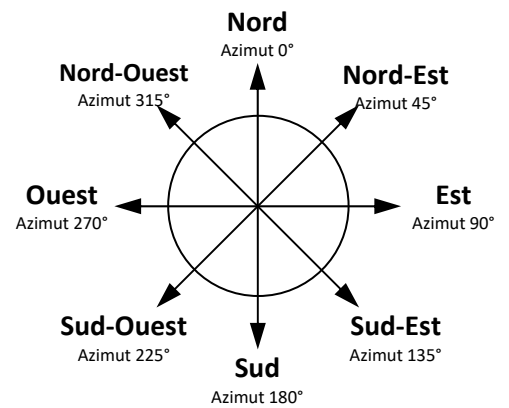 Nord
Azimut 0°
Nord-Ouest
Azimut 315°
Nord-Est
Azimut 45°
Ouest
Azimut 270°
Est
Azimut 90°
Sud-Ouest
Azimut 225°
Sud-Est
Azimut 135°
Sud
Azimut 180°